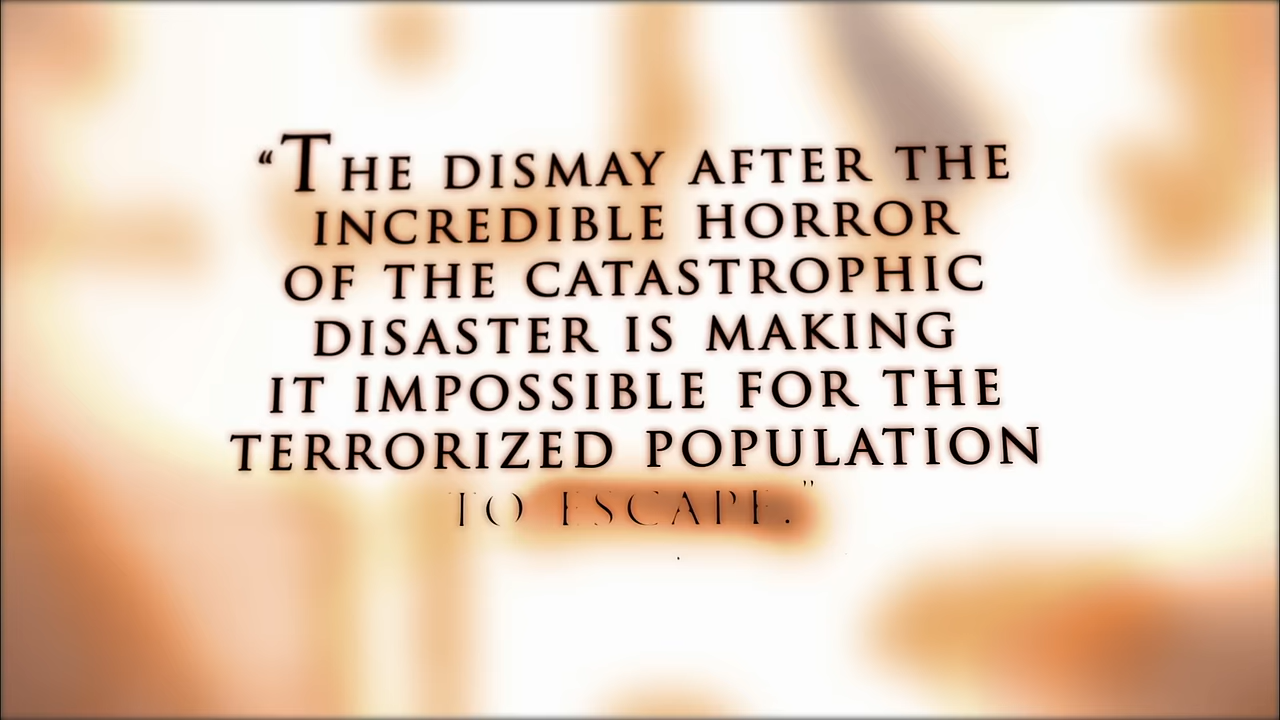 “THE DISMAY AFTER THE
INCREDIBLE HORROR
OF THE CATASTROPHIC
DISASTER IS MAKING
IT IMPOSSIBLE FOR THE
TERRORIZED POPULATION
TO ESCAPE.”